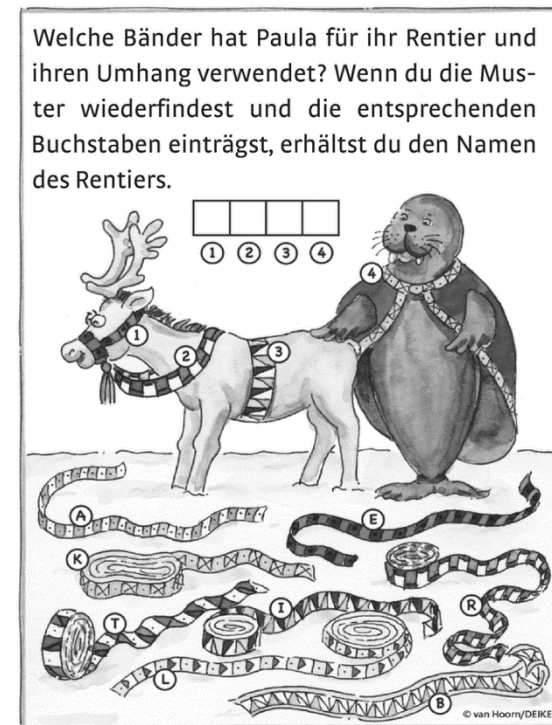 Welche Bänder hat Paula für ihr Rentier und
ihren Umhang verwendet? Wenn du die Mus-
ter wiederfindest und die entsprechenden
Buchstaben einträgst, erhältst du den Namen
des Rentiers.
1 2 3 4
4
1
2 3
A
E
K
T
I
R
L
B
© van Hoorn/DEIKE